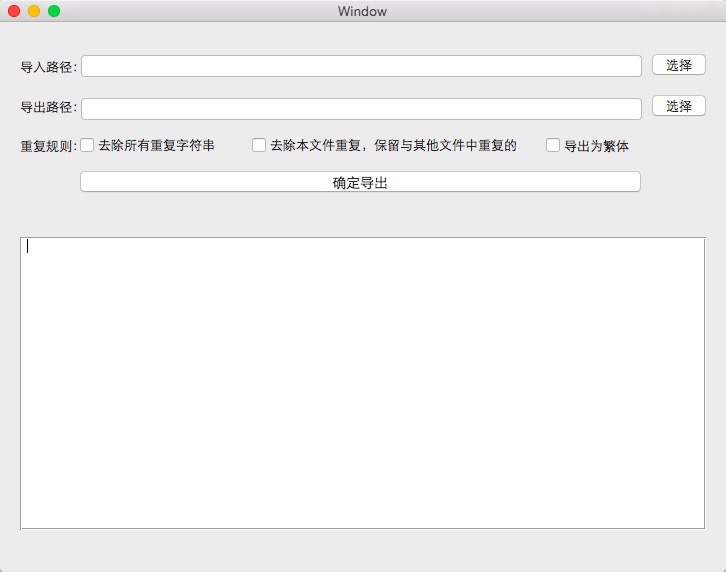 Window
导入路径: 选择
导出路径: 选择
重复规则: 去除所有重复字符串 去除本文件重复，保留与其他文件中重复的 导出为繁体
确定导出